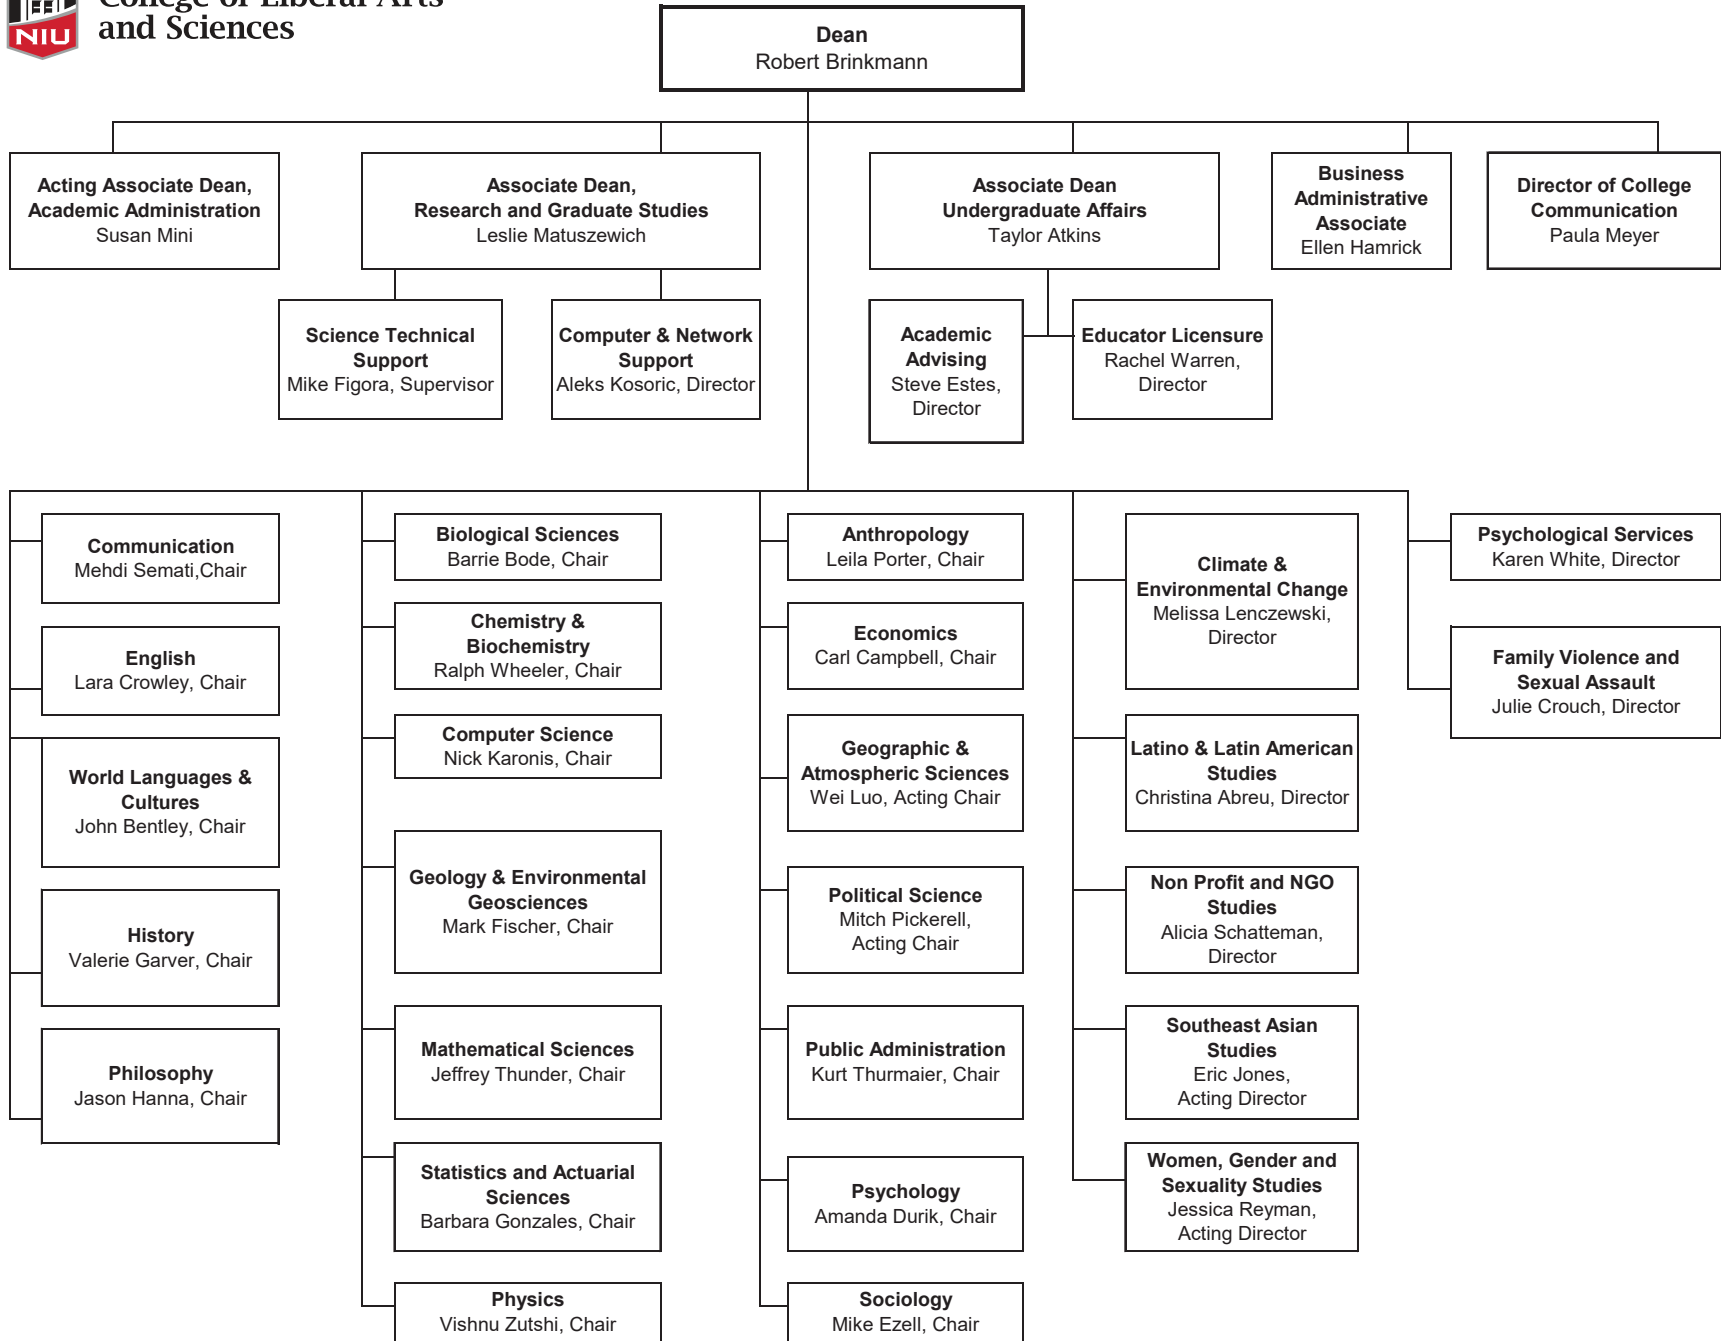 College of Liberal Arts
and Sciences
NIU
Dean
Robert Brinkmann
Acting Associate Dean,
Academic Administration
Susan Mini
Associate Dean,
Research and Graduate Studies
Leslie Matuszewich
Associate Dean
Undergraduate Affairs
Taylor Atkins
Business
Administrative
Associate
Ellen Hamrick
Director of College
Communication
Paula Meyer
Science Technical
Support
Mike Figora, Supervisor
Computer & Network
Support
Aleks Kosoric, Director
Academic
Advising
Steve Estes,
Director
Educator Licensure
Rachel Warren,
Director
Communication
Mehdi Semati,Chair
English
Lara Crowley, Chair
World Languages &
Cultures
John Bentley, Chair
History
Valerie Garver, Chair
Philosophy
Jason Hanna, Chair
Biological Sciences
Barrie Bode, Chair
Chemistry &
Biochemistry
Ralph Wheeler, Chair
Computer Science
Nick Karonis, Chair
Geology & Environmental
Geosciences
Mark Fischer, Chair
Mathematical Sciences
Jeffrey Thunder, Chair
Statistics and Actuarial
Sciences
Barbara Gonzales, Chair
Physics
Vishnu Zutshi, Chair
Anthropology
Leila Porter, Chair
Economics
Carl Campbell, Chair
Geographic &
Atmospheric Sciences
Wei Luo, Acting Chair
Political Science
Mitch Pickerell,
Acting Chair
Public Administration
Kurt Thurmaier, Chair
Psychology
Amanda Durik, Chair
Sociology
Mike Ezell, Chair
Climate &
Environmental Change
Melissa Lenczewski,
Director
Latino & Latin American
Studies
Christina Abreu, Director
Non Profit and NGO
Studies
Alicia Schatteman,
Director
Southeast Asian
Studies
Eric Jones,
Acting Director
Women, Gender and
Sexuality Studies
Jessica Reyman,
Acting Director
Psychological Services
Karen White, Director
Family Violence and
Sexual Assault
Julie Crouch, Director